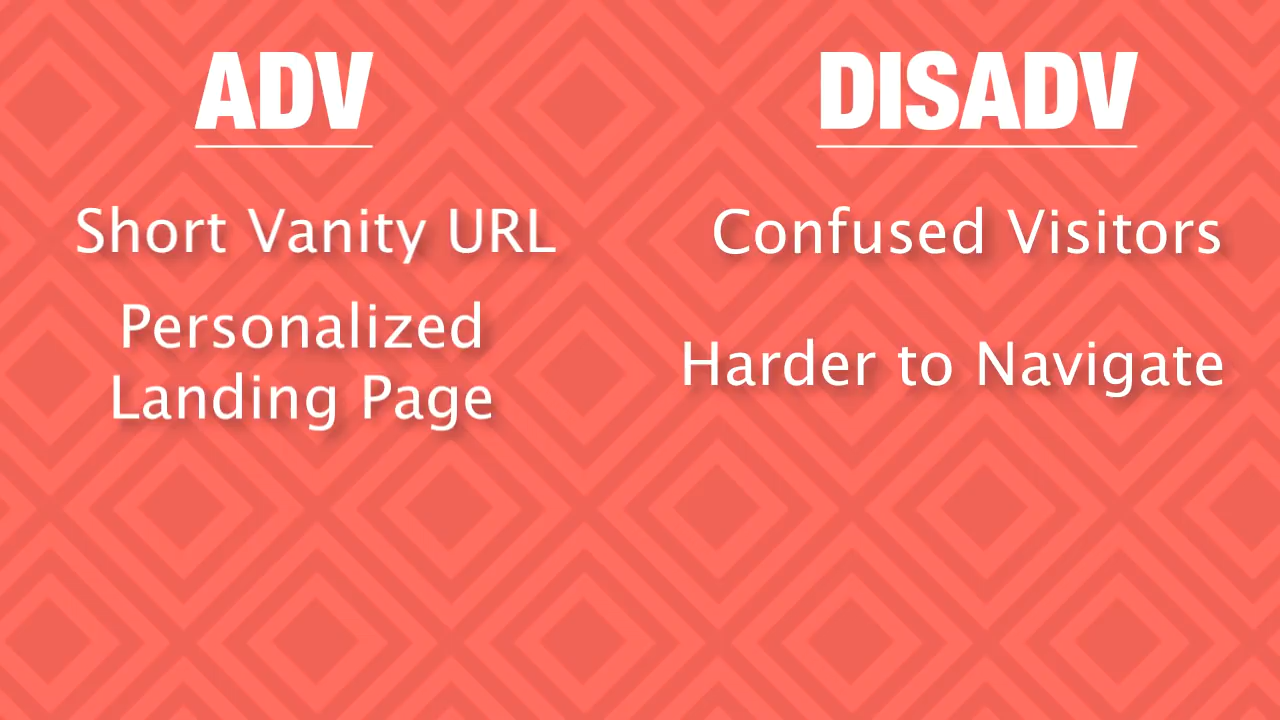 ADV
Short Vanity URL
Personalized
Landing Page
DISADV
Confused Visitors
Harder to Navigate